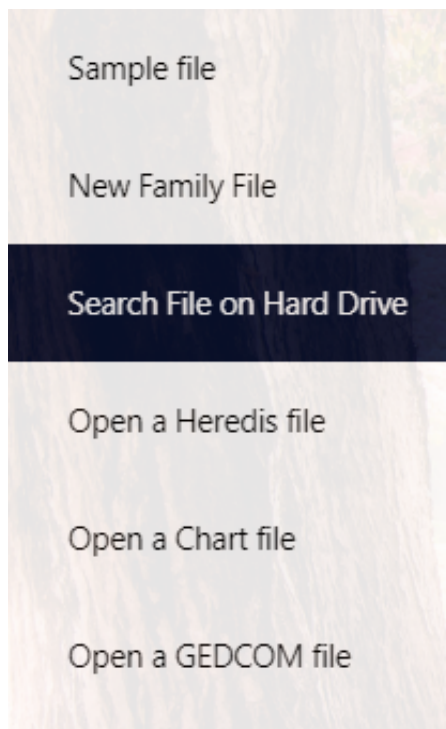 Sample file
New Family File
Search File on Hard Drive
Open a Heredis file
Open a Chart file
Open a GEDCOM file